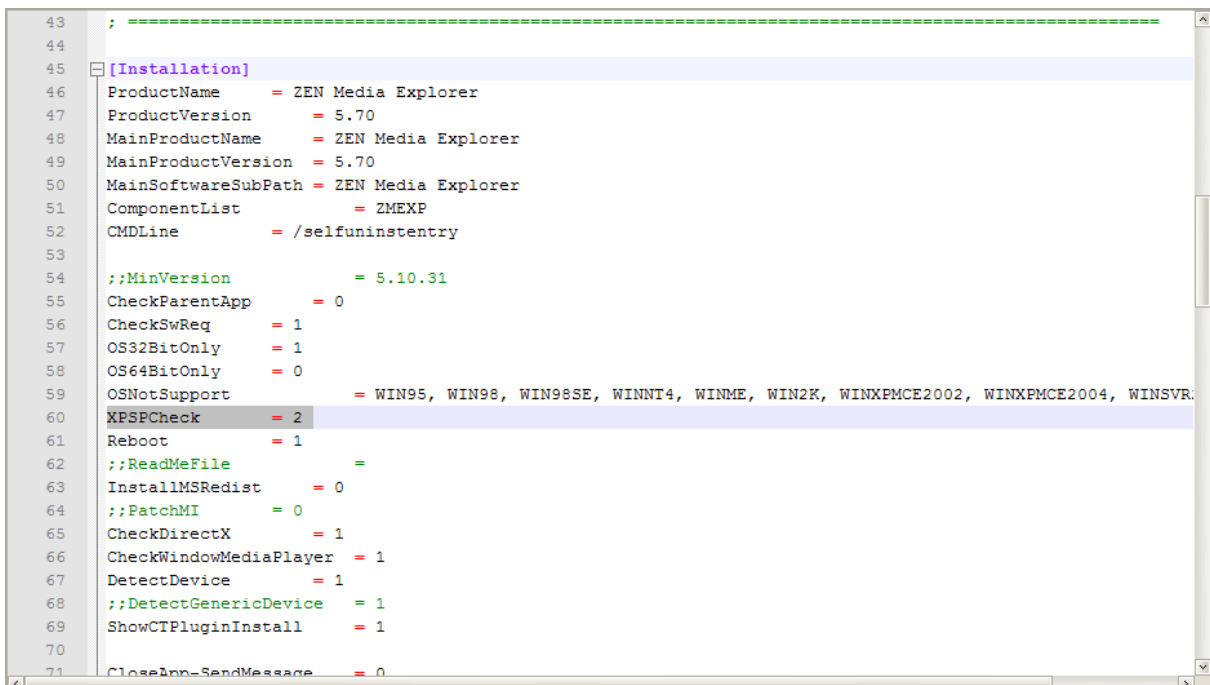 43 ; ====================================================================================================
44
45 [Installation]
46 ProductName = ZEN Media Explorer
47 ProductVersion = 5.70
48 MainProductName = ZEN Media Explorer
49 MainProductVersion = 5.70
50 MainSoftwareSubPath = ZEN Media Explorer
51 ComponentList = ZMEXP
52 CMDLine = /selfuninstentry
53
54 ;;MinVersion = 5.10.31
55 CheckParentApp = 0
56 CheckSwReq = 1
57 OS32BitOnly = 1
58 OS64BitOnly = 0
59 OSNotSupport = WIN95, WIN98, WIN98SE, WINNT4, WINME, WIN2K, WINXPMCE2002, WINXPMCE2004, WINSVR
60 XPSPCheck = 2
61 Reboot = 1
62 ;;ReadMeFile =
63 InstallMSRedist = 0
64 ;;PatchMI = 0
65 CheckDirectX = 1
66 CheckWindowMediaPlayer = 1
67 DetectDevice = 1
68 ;;DetectGenericDevice = 1
69 ShowCTPluginInstall = 1
70
71 CloseApp-SendMessage = 0